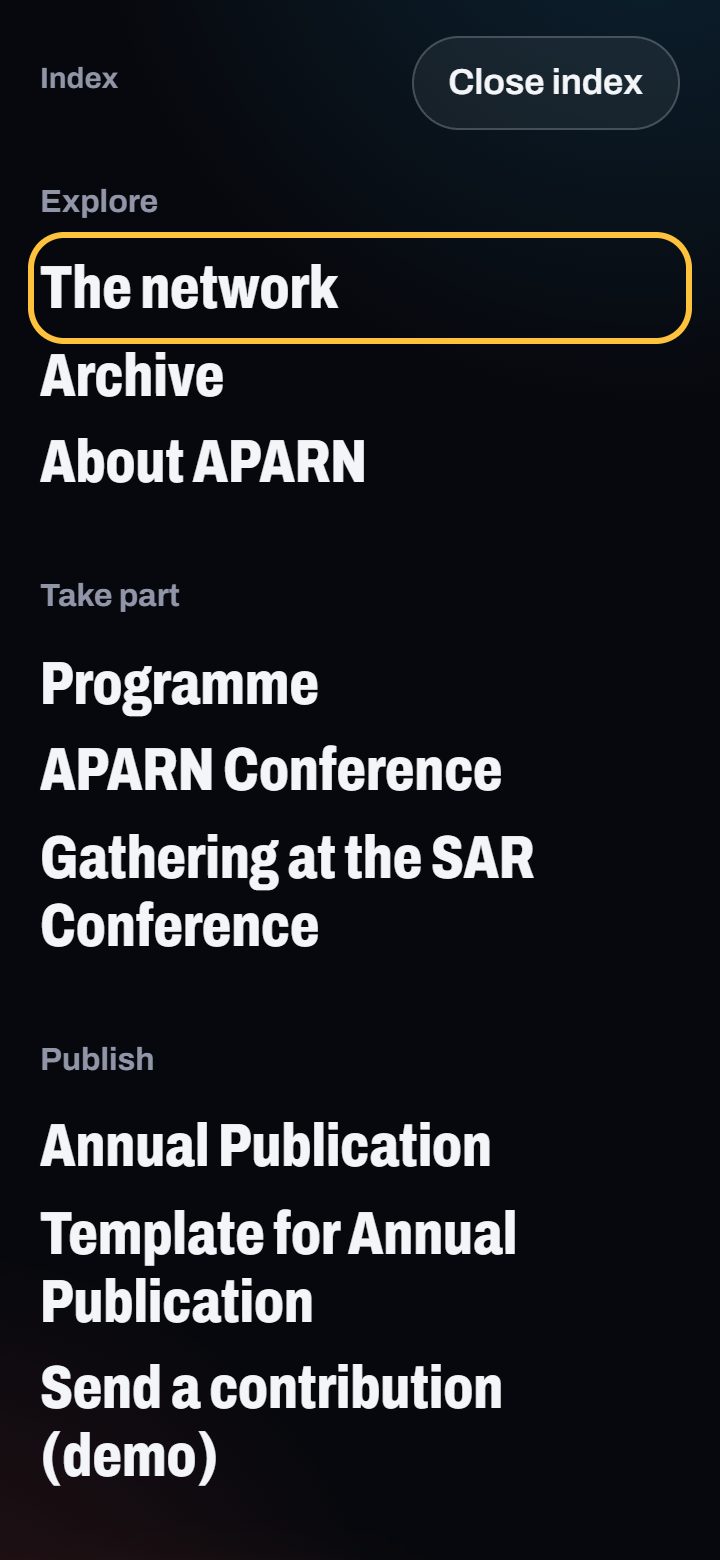 Index
Close index
Explore
The network
Archive
About APARN
Take part
Programme
APARN Conference
Gathering at the SAR
Conference
Publish
Annual Publication
Template for Annual
Publication
Send a contribution
(demo)